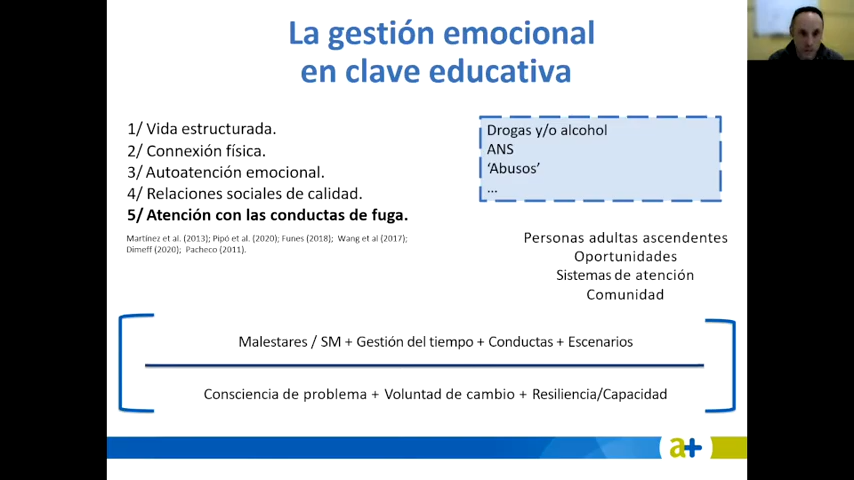 La gestión emocional
en clave educativa
1/ Vida estructurada.
2/ Connexión física.
3/ Autoatención emocional.
4/ Relaciones sociales de calidad.
5/ Atención con las conductas de fuga.
Martínez et al. (2013); Pipó et al. (2020); Funes (2018); Wang et al (2017);
Dimeff (2020); Pacheco (2011).
Drogas y/o alcohol
ANS
‘Abusos’
...
Personas adultas ascendentes
Oportunidades
Sistemas de atención
Comunidad
Malestares / SM + Gestión del tiempo + Conductas + Escenarios
Consciencia de problema + Voluntad de cambio + Resiliencia/Capacidad
a+